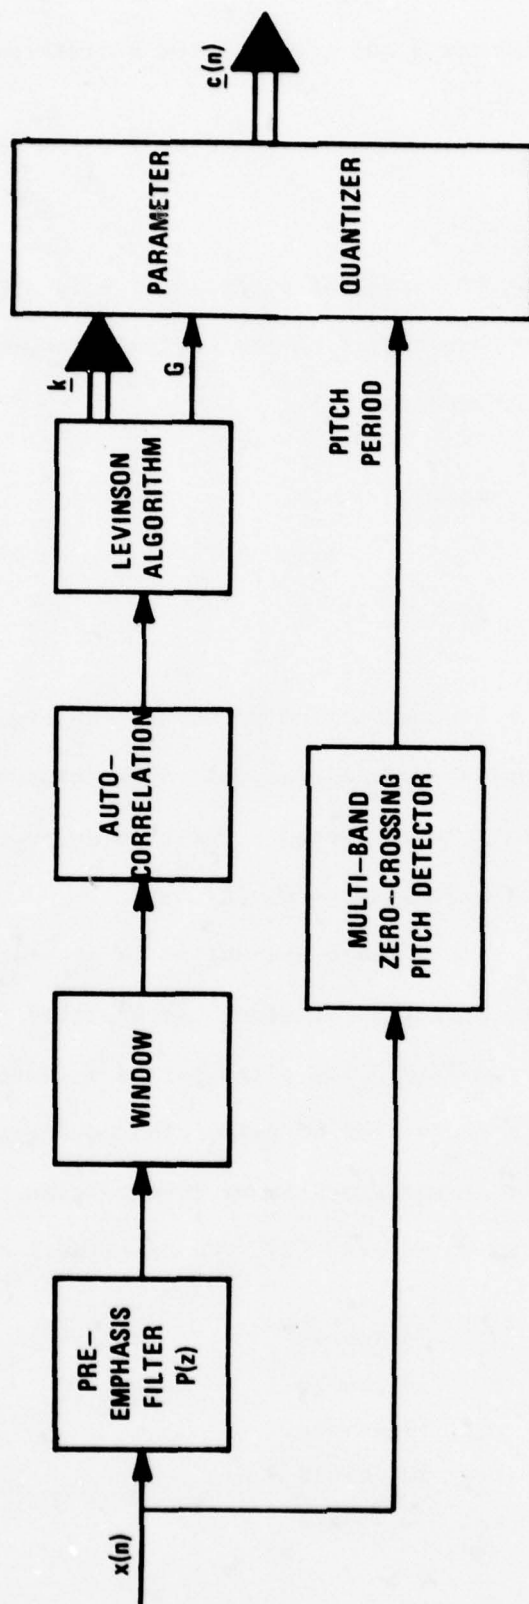 x(n)
PRE-
EMPHASIS
FILTER
P(z)
WINDOW
AUTO-
CORRELATION
LEVINSON
ALGORITHM
k
G
PARAMETER
QUANTIZER
c(n)
MULTI-BAND
ZERO-CROSSING
PITCH DETECTOR
PITCH
PERIOD